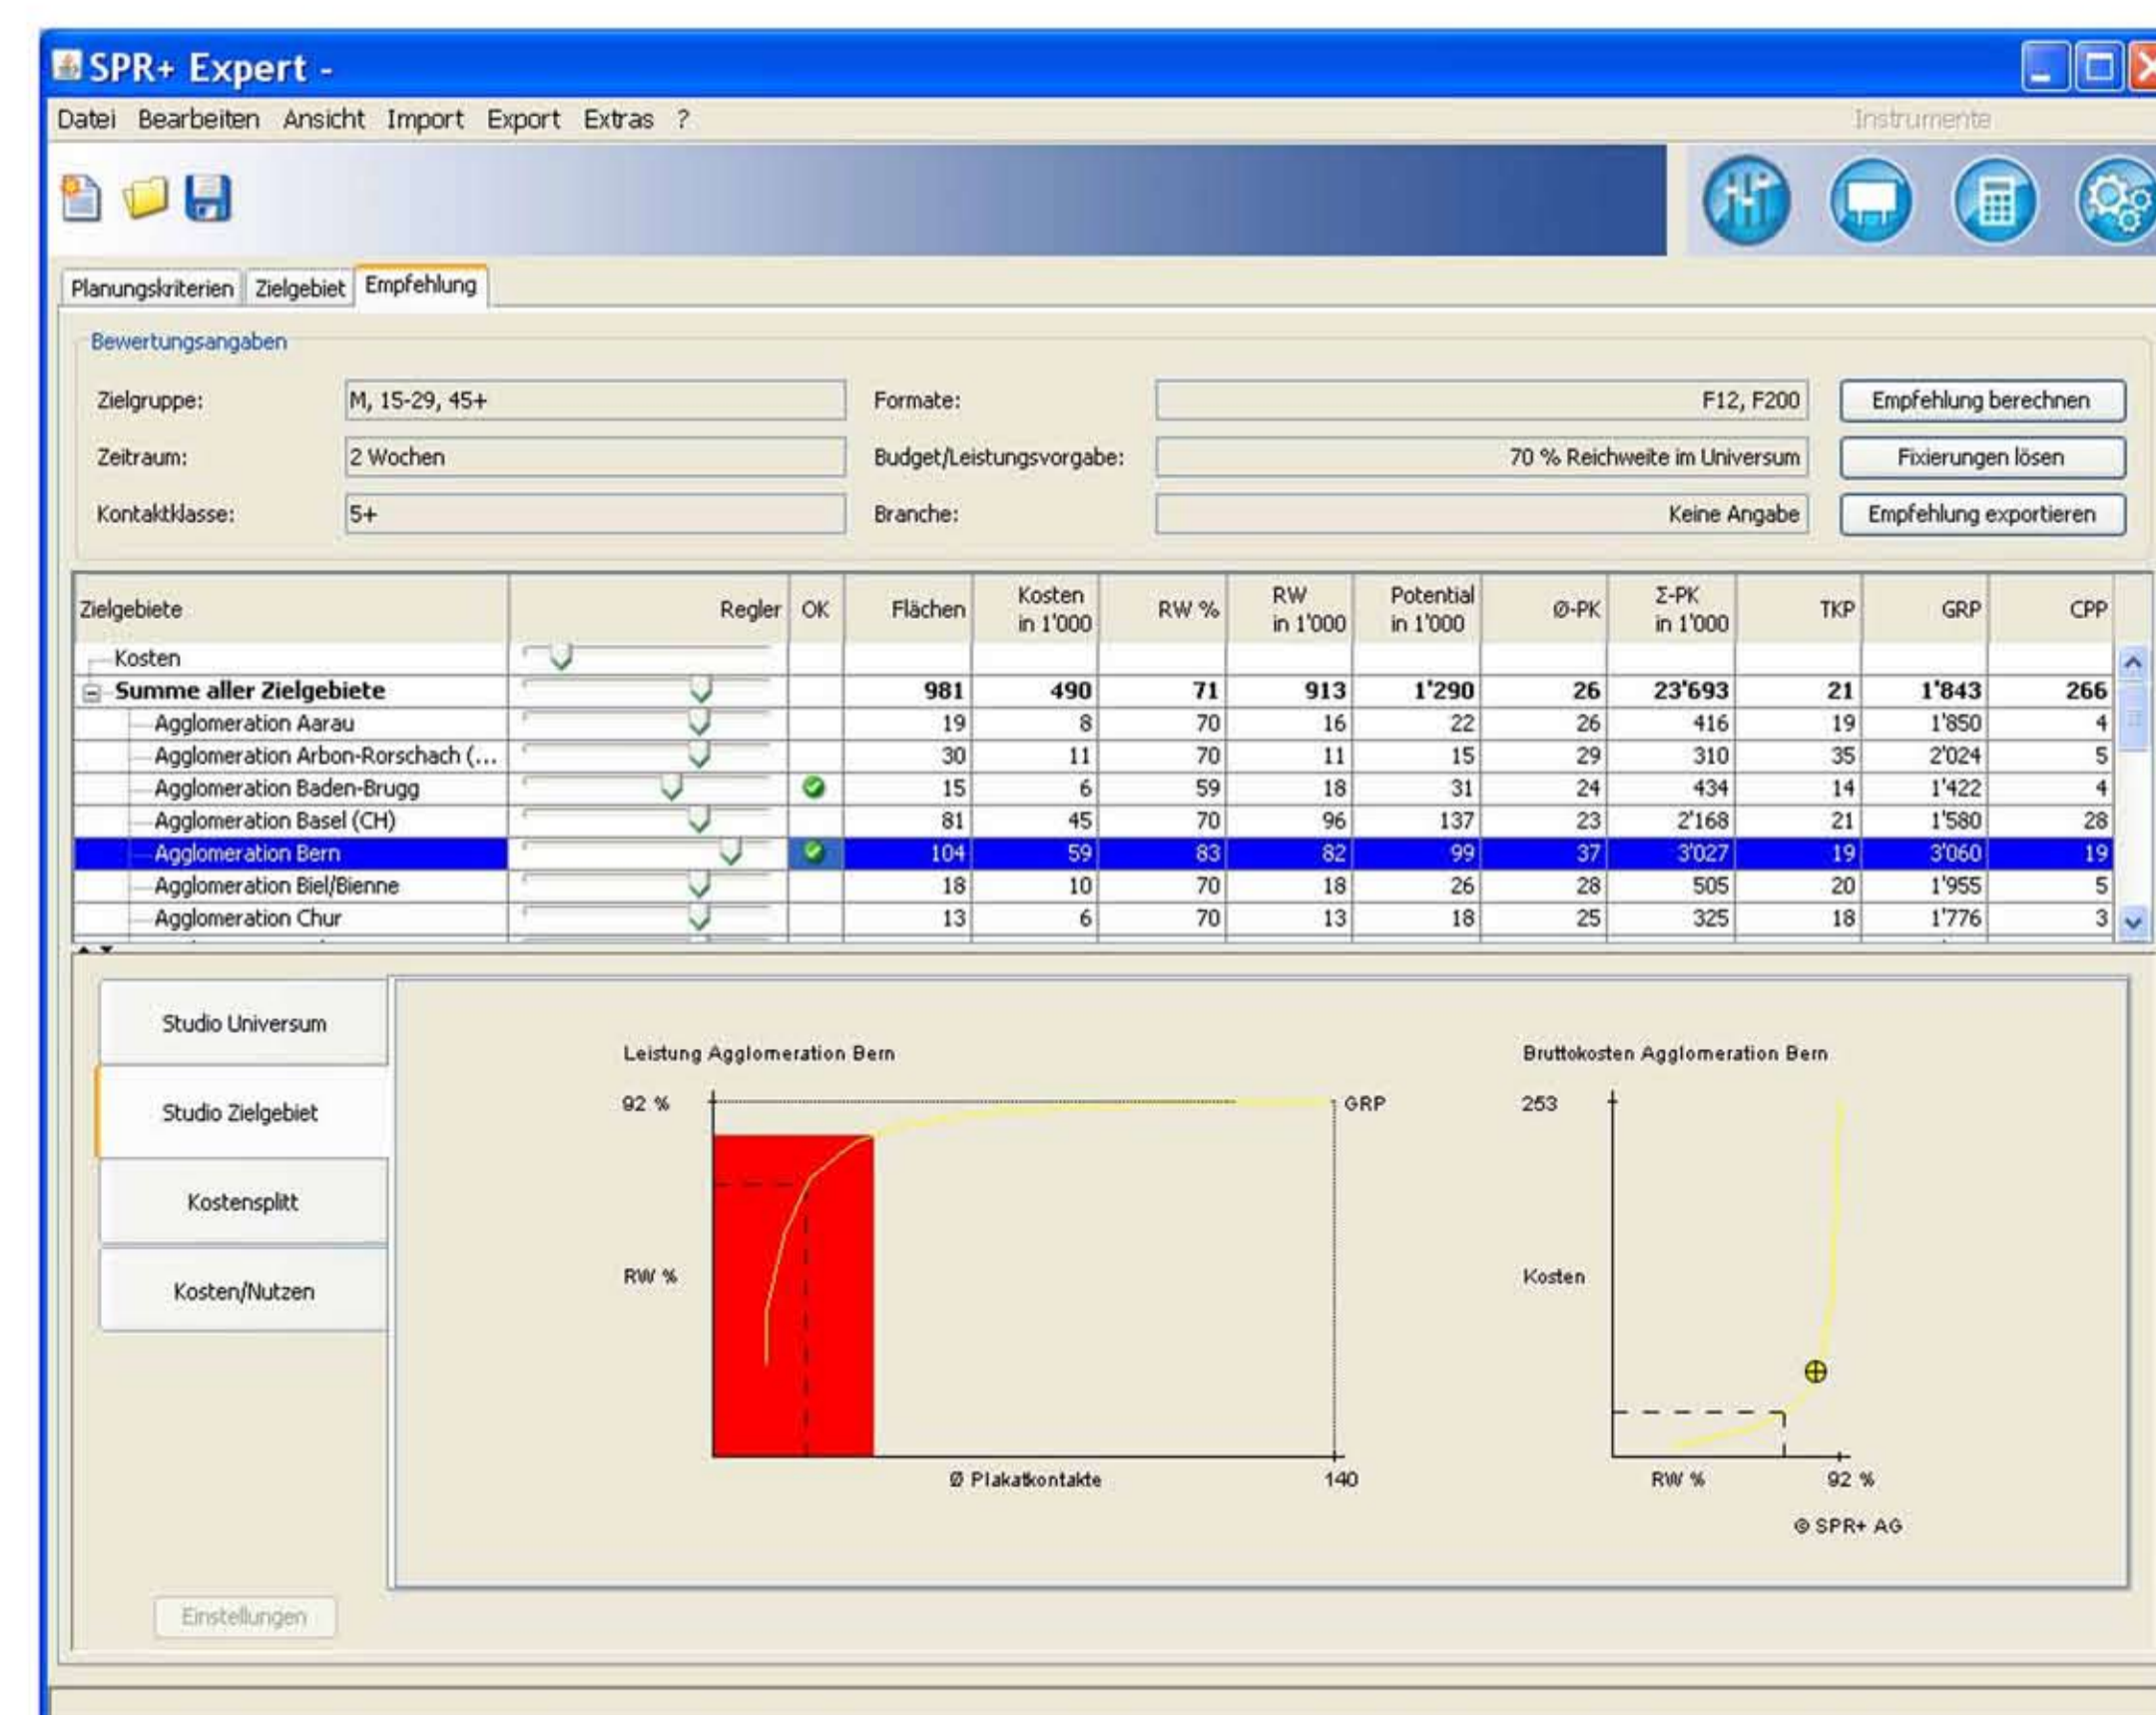 SPR+ Expert -
Datei Bearbeiten Ansicht Import Export Extras ?
Instrumente
Planungskriterien Zielgebiet Empfehlung
Bewertungsangaben
Zielgruppe: M, 15-29, 45+ Formate: F12, F200 Empfehlung berechnen
Zeitraum: 2 Wochen Budget/Leistungsvorgabe: 70 % Reichweite im Universum Fixierungen lösen
Kontaktklasse: 5+ Branche: Keine Angabe Empfehlung exportieren
Zielgebiete Regler OK Flächen Kosten in 1'000 RW % RW in 1'000 Potential in 1'000 Ø-PK Σ-PK in 1'000 TKP GRP CPP
Kosten
Summe aller Zielgebiete 981 490 71 913 1'290 26 23'693 21 1'843 266
Agglomeration Aarau 19 8 70 16 22 26 416 19 1'850 4
Agglomeration Arbon-Rorschach (... 30 11 70 11 15 29 310 35 2'024 5
Agglomeration Baden-Brugg 15 6 59 18 31 24 434 14 1'422 4
Agglomeration Basel (CH) 81 45 70 96 137 23 2'168 21 1'580 28
Agglomeration Bern 104 59 83 82 99 37 3'027 19 3'060 19
Agglomeration Biel/Bienne 18 10 70 18 26 28 505 20 1'955 5
Agglomeration Chur 13 6 70 13 18 25 325 18 1'776 3
Studio Universum
Studio Zielgebiet
Kostensplitt
Kosten/Nutzen
Einstellungen
Leistung Agglomeration Bern
92 %
GRP
RW %
Ø Plakatkontakte 140
Bruttokosten Agglomeration Bern
253
Kosten
RW % 92 %
© SPR+ AG